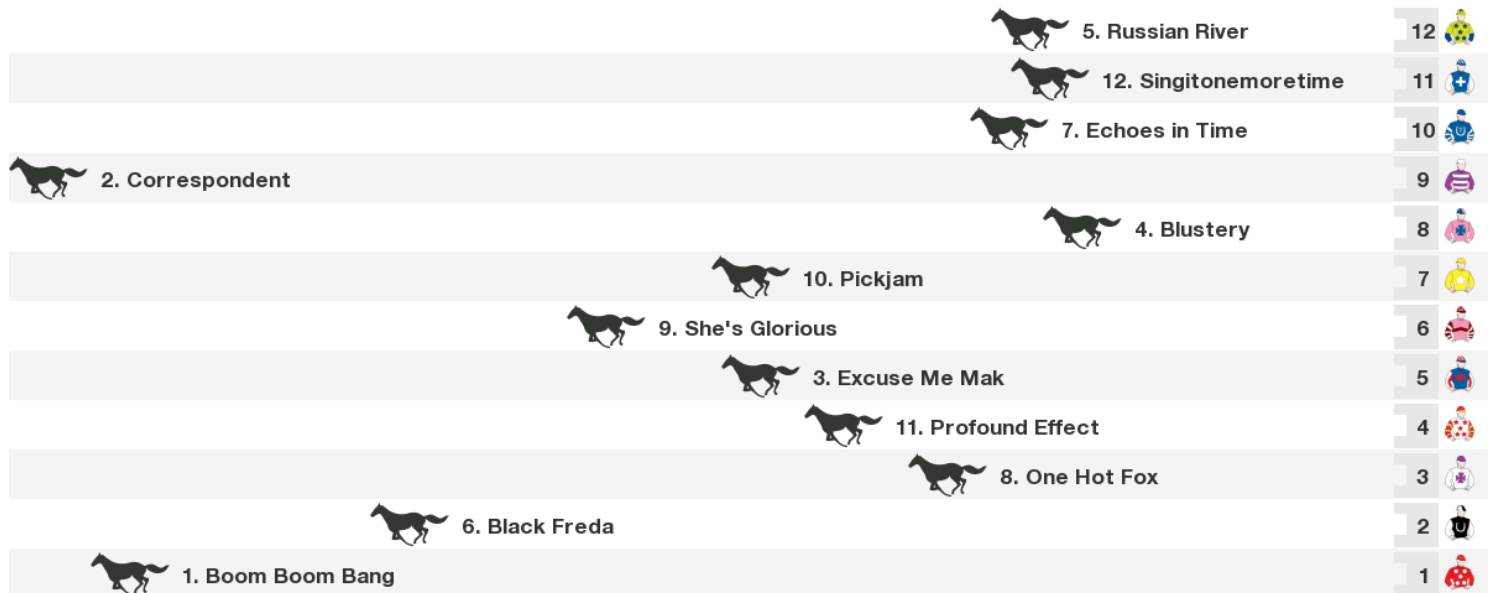 5. Russian River 12
12. Singitonemoretime 11
7. Echoes in Time 10
2. Correspondent 9
4. Blustery 8
10. Pickjam 7
9. She's Glorious 6
3. Excuse Me Mak 5
11. Profound Effect 4
8. One Hot Fox 3
6. Black Freda 2
1. Boom Boom Bang 1